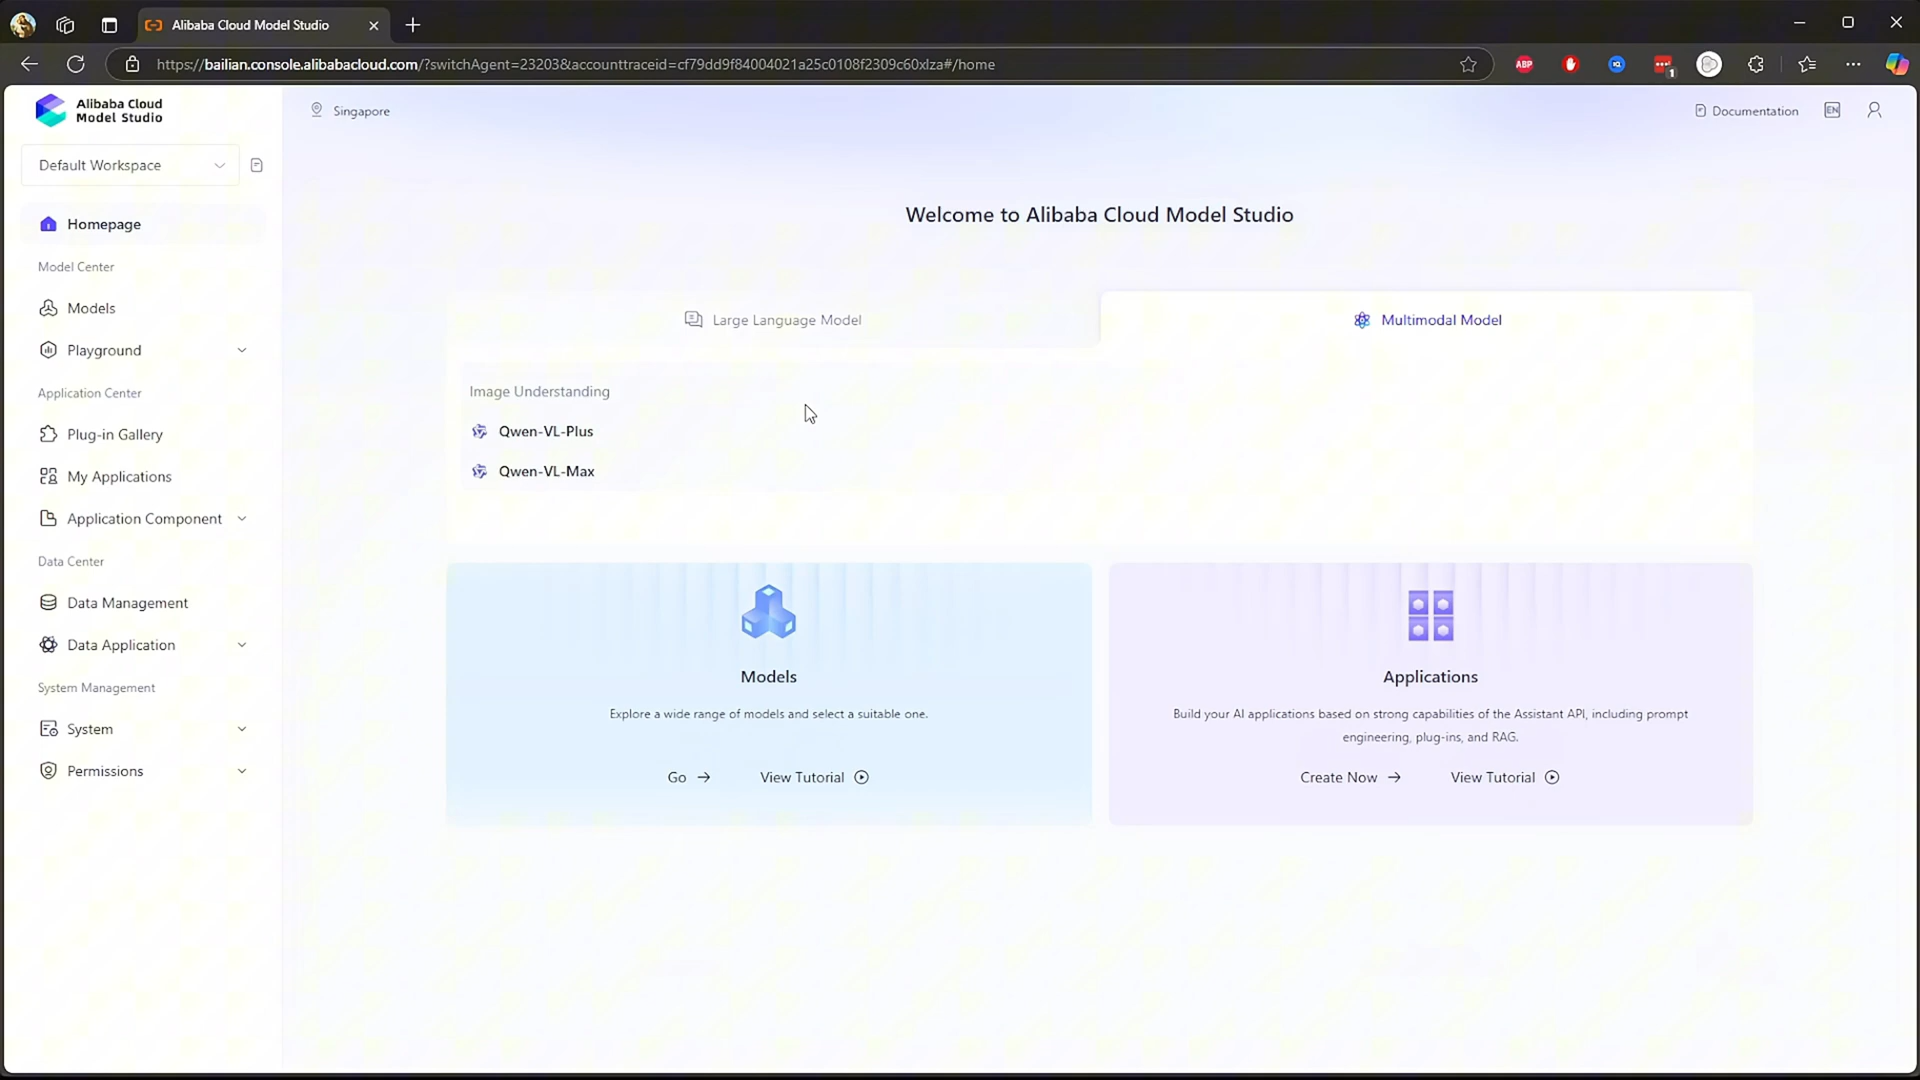 Alibaba Cloud Model Studio
https://bailian.console.alibabacloud.com/?switchAgent=23203&accounttraceid=cf79dd9f84004021a25c0108f2309c60xlza#/home
ABP
1
Alibaba Cloud
Model Studio
Singapore
Documentation
EN
Default Workspace
Homepage
Model Center
Models
Playground
Application Center
Plug-in Gallery
My Applications
Application Component
Data Center
Data Management
Data Application
System Management
System
Permissions
Welcome to Alibaba Cloud Model Studio
Large Language Model
Multimodal Model
Image Understanding
Qwen-VL-Plus
Qwen-VL-Max
Models
Explore a wide range of models and select a suitable one.
Go
View Tutorial
Applications
Build your AI applications based on strong capabilities of the Assistant API, including prompt
engineering, plug-ins, and RAG.
Create Now
View Tutorial